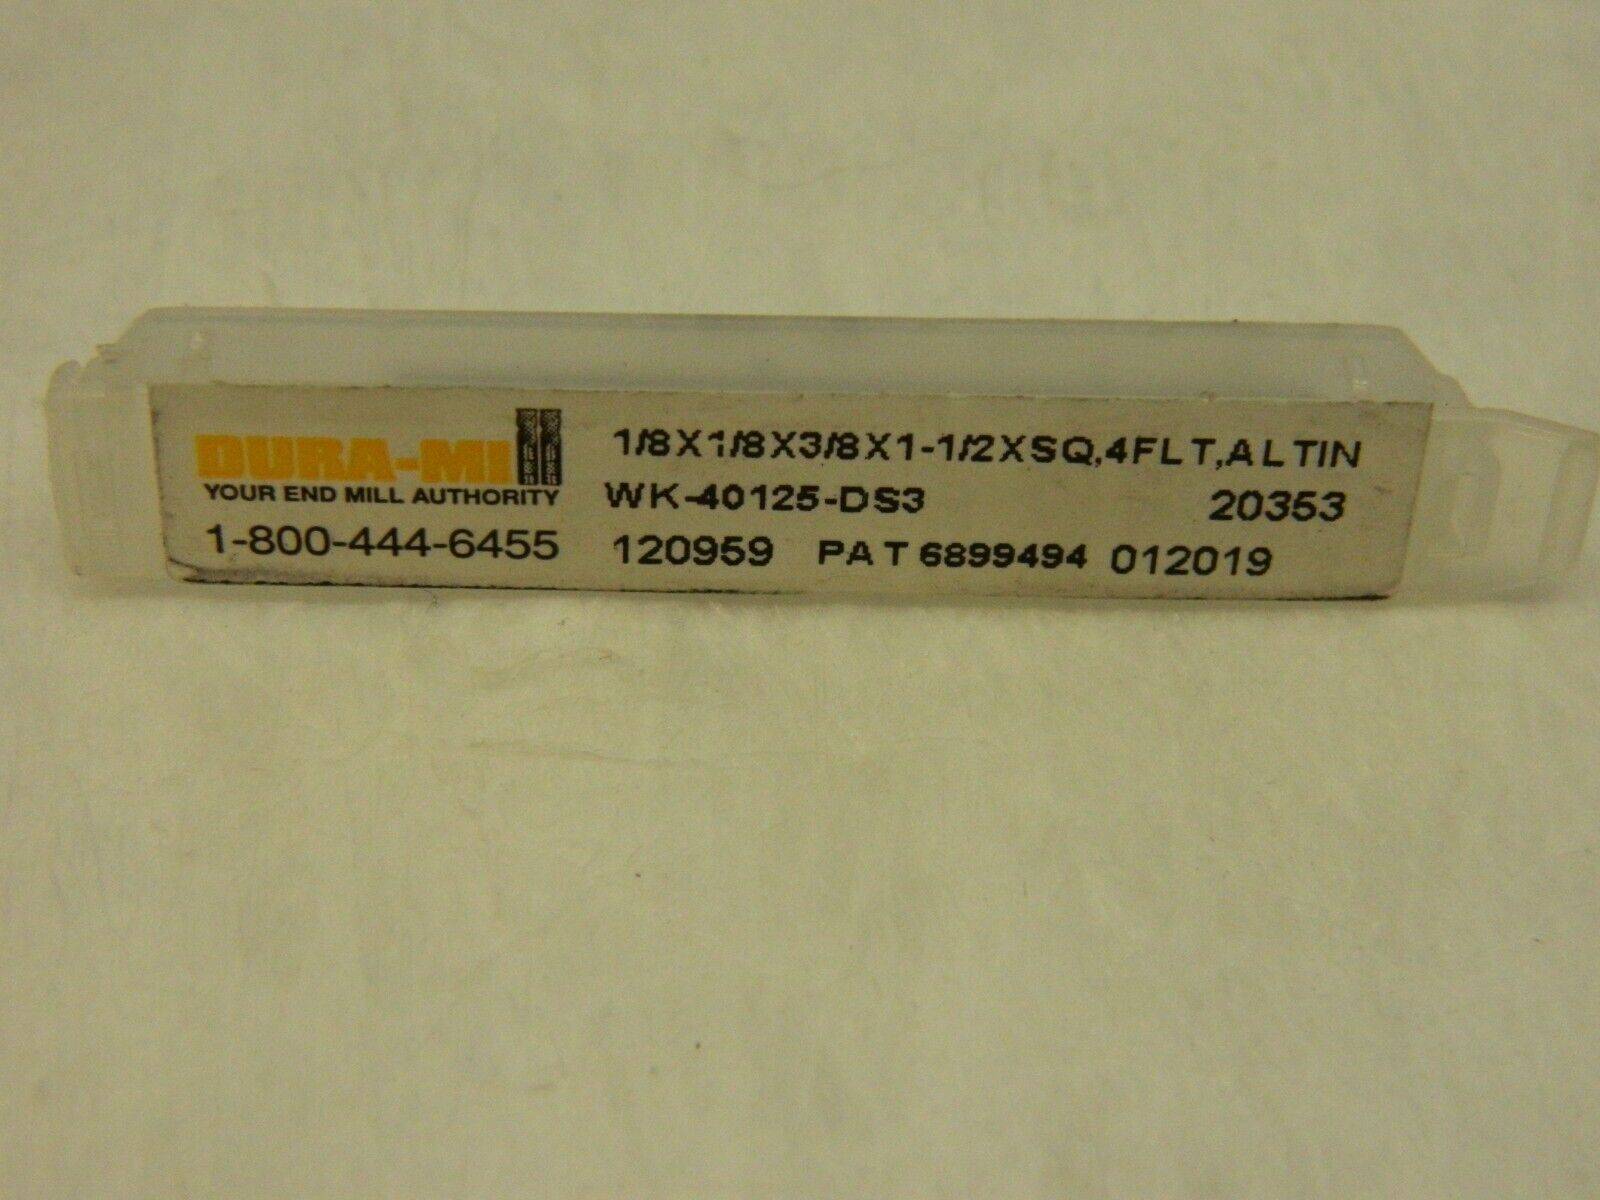 DURA-MILL
YOUR END MILL AUTHORITY
1-800-444-6455
1/8X1/8X3/8X1-1/2XSQ,4FLT,ALTIN
WK-40125-DS3 20353
120959 PAT 6899494 012019